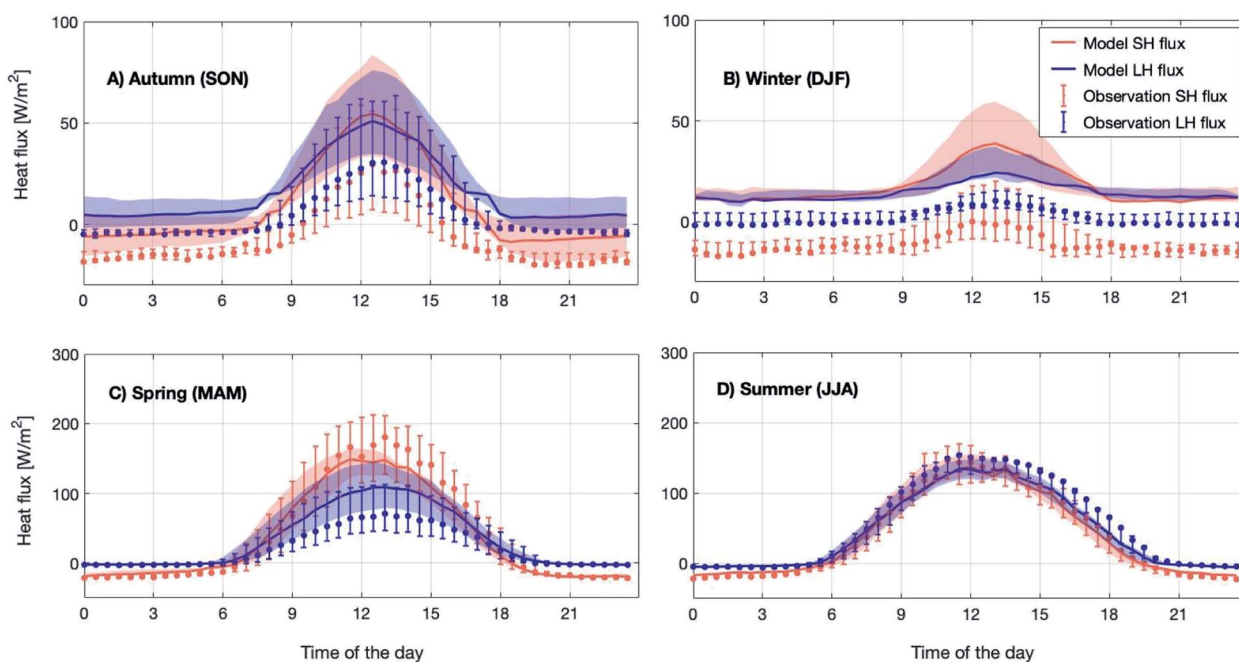 A) Autumn (SON)
Heat flux [W/m²]
100
50
0
0 3 6 9 12 15 18 21
B) Winter (DJF)
Model SH flux
Model LH flux
Observation SH flux
Observation LH flux
100
50
0
0 3 6 9 12 15 18 21
C) Spring (MAM)
Heat flux [W/m²]
300
200
100
0
0 3 6 9 12 15 18 21
Time of the day
D) Summer (JJA)
300
200
100
0
0 3 6 9 12 15 18 21
Time of the day